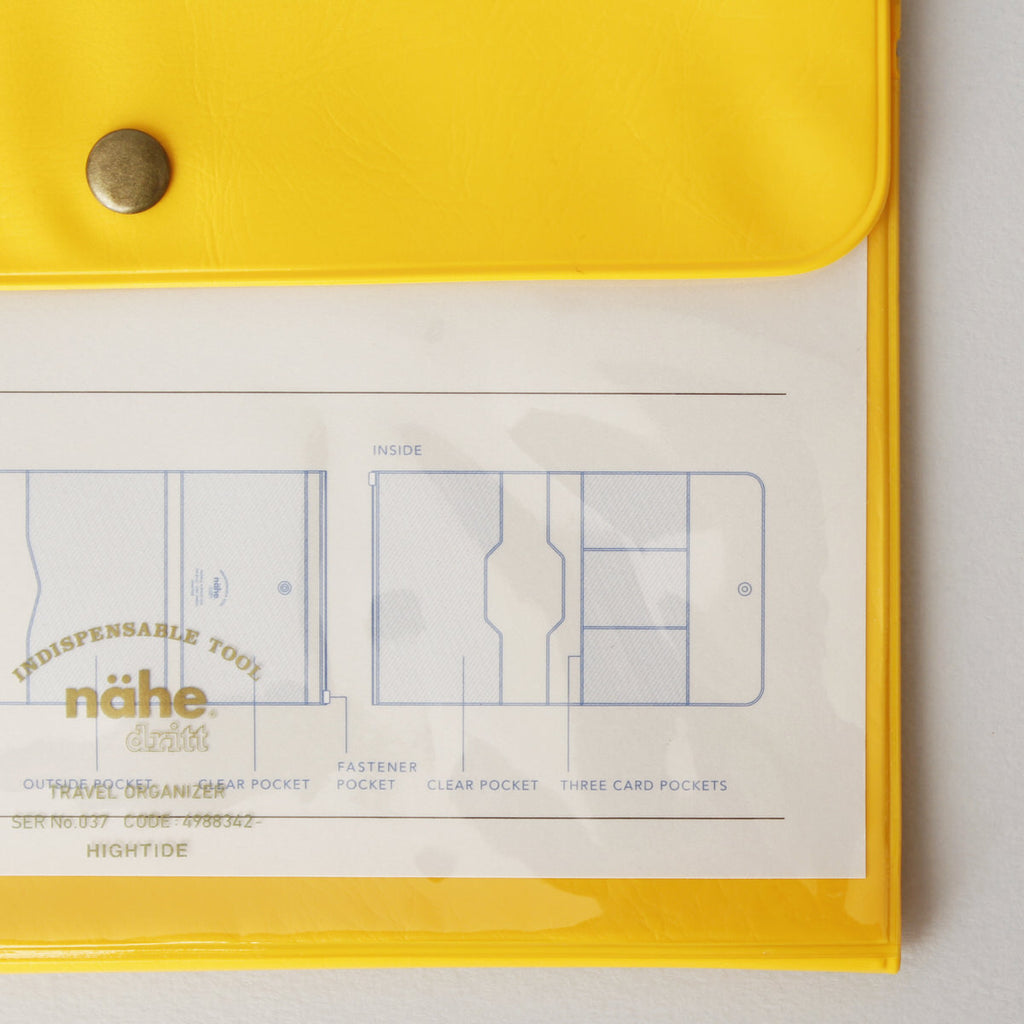 INSIDE
INDISPENSABLE TOOL
nähe
dritt
OUTSIDE POCKET
CLEAR POCKET
FASTENER
POCKET
CLEAR POCKET
THREE CARD POCKETS
TRAVEL ORGANIZER
SER No.037 CODE:4988342-
HIGHTIDE
nähe